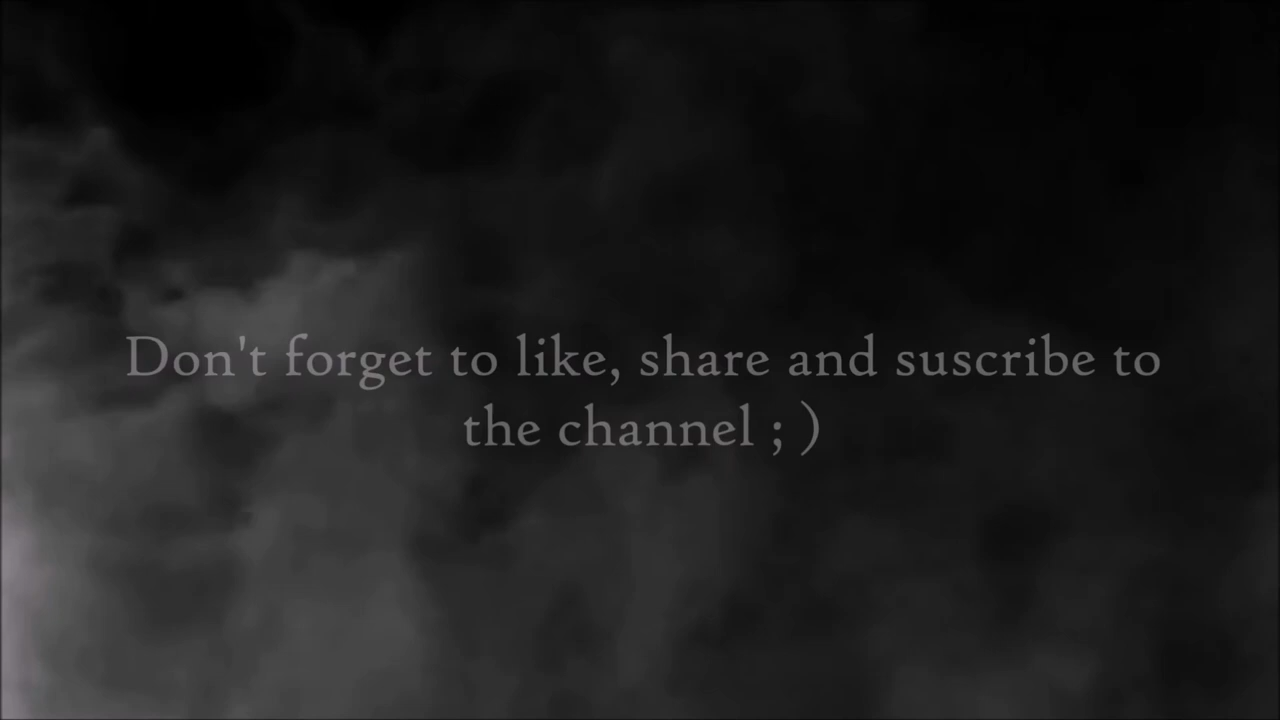 Don't forget to like, share and suscribe to
the channel ; )